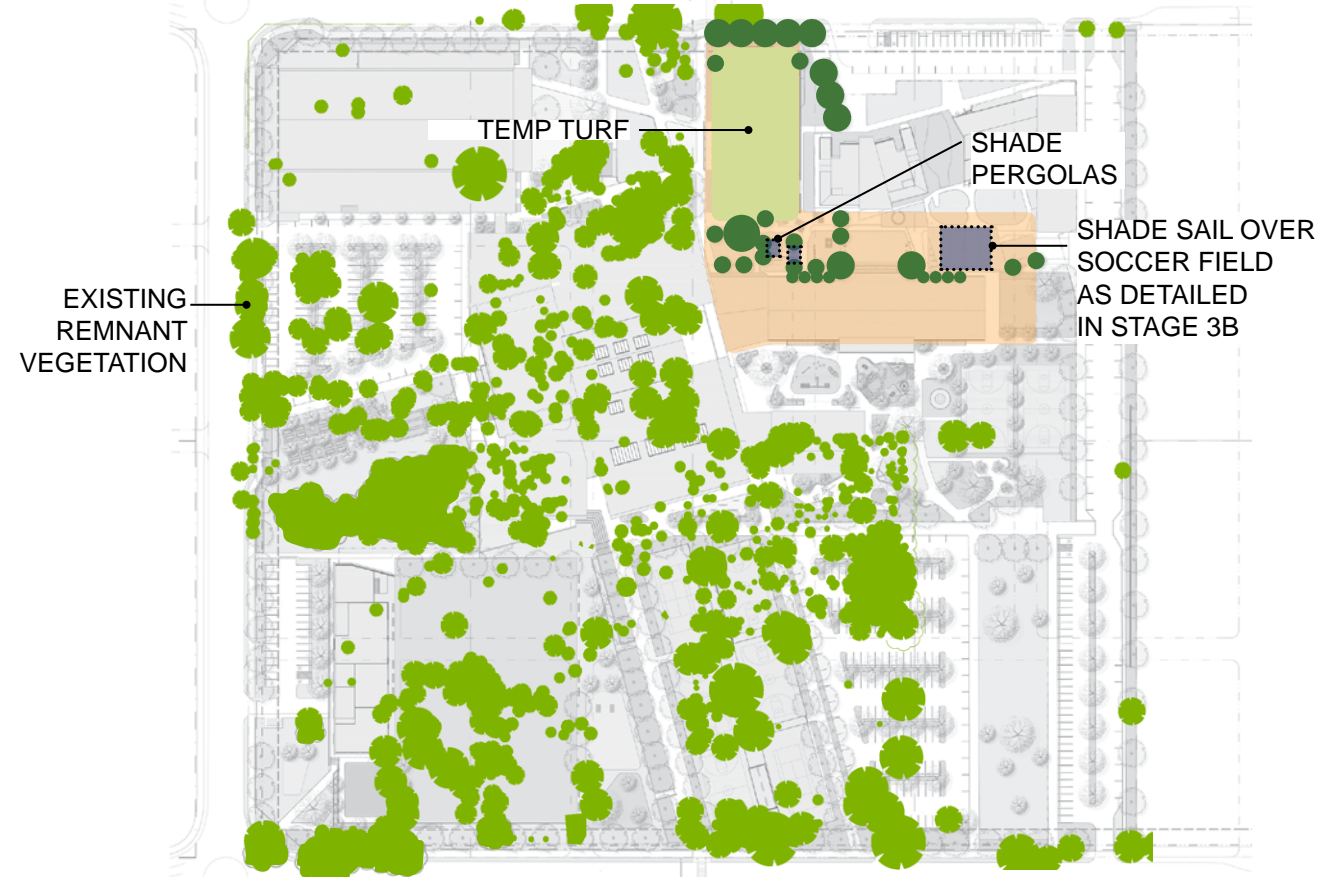 TEMP TURF
SHADE
PERGOLAS
SHADE SAIL OVER
SOCCER FIELD
AS DETAILED
IN STAGE 3B
EXISTING
REMNANT
VEGETATION